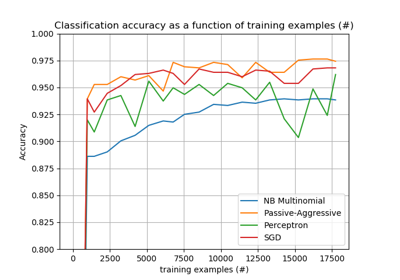 Classification accuracy as a function of training examples (#)
1.000
0.975
0.950
0.925
0.900
0.875
0.850
0.825
0.800
Accuracy
NB Multinomial
Passive-Aggressive
Perceptron
SGD
0 2500 5000 7500 10000 12500 15000 17500
training examples (#)